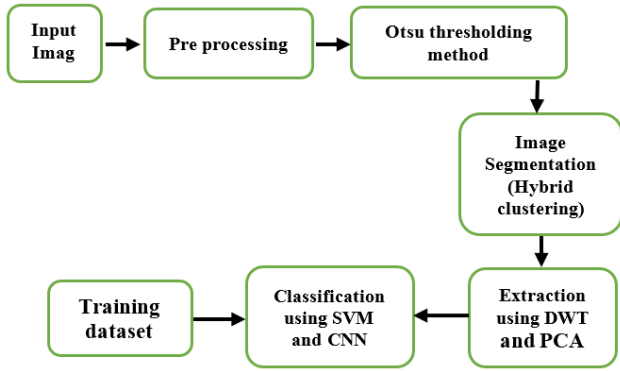 Input
Imag
Pre processing
Otsu thresholding
method
Image
Segmentation
(Hybrid
clustering)
Extraction
using DWT
and PCA
Classification
using SVM
and CNN
Training
dataset